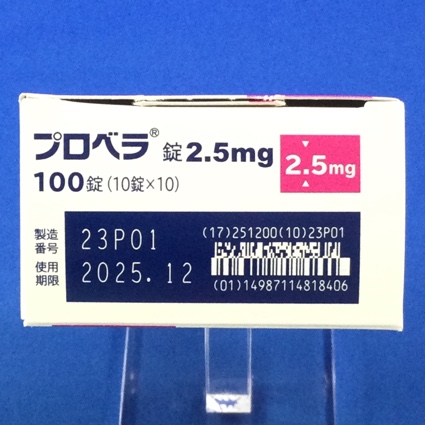 プロベラ® 錠2.5mg
2.5mg
100錠(10錠×10)
製造番号 23P01
使用期限 2025.12
(17)251200(10)23P01
(01)14987114818406